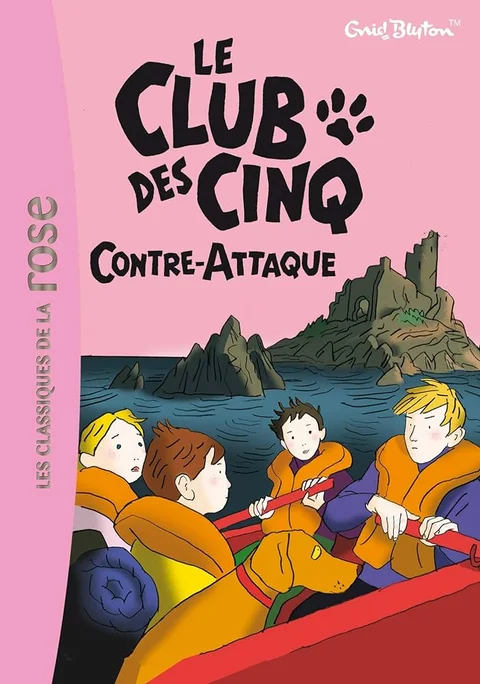 Enid Blyton™
LE
CLUB
DES CINQ
CONTRE-ATTAQUE
LES CLASSIQUES DE LA rose